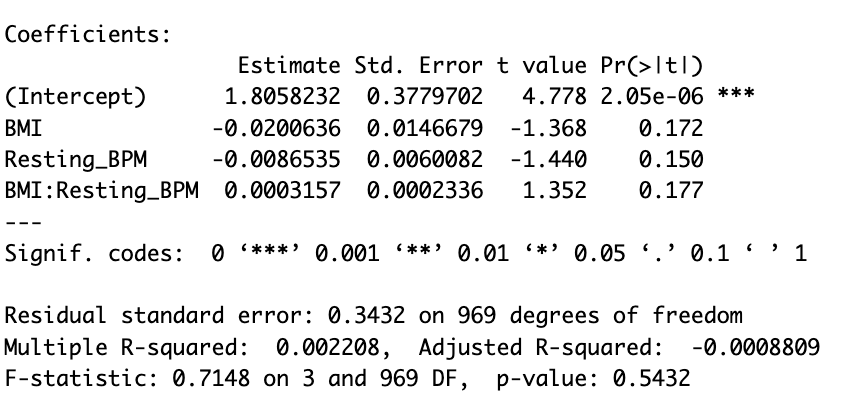 Coefficients:
Estimate Std. Error t value Pr(>|t|)
(Intercept) 1.8058232 0.3779702 4.778 2.05e-06 ***
BMI -0.0200636 0.0146679 -1.368 0.172
Resting_BPM -0.0086535 0.0060082 -1.440 0.150
BMI:Resting_BPM 0.0003157 0.0002336 1.352 0.177
---
Signif. codes: 0 ‘***’ 0.001 ‘**’ 0.01 ‘*’ 0.05 ‘.’ 0.1 ‘ ’ 1
Residual standard error: 0.3432 on 969 degrees of freedom
Multiple R-squared: 0.002208, Adjusted R-squared: -0.0008809
F-statistic: 0.7148 on 3 and 969 DF, p-value: 0.5432